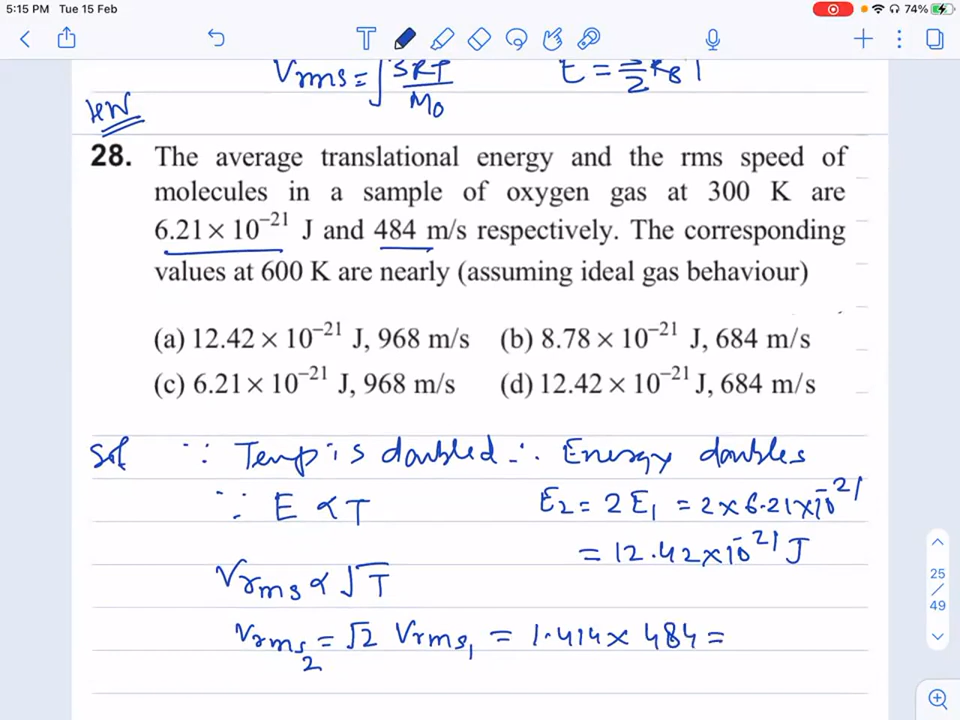 5:15 PM Tue 15 Feb 74%
Vrms = √3RT/M0 E = 3/2 KB T
HW
28. The average translational energy and the rms speed of
molecules in a sample of oxygen gas at 300 K are
6.21 × 10⁻²¹ J and 484 m/s respectively. The corresponding
values at 600 K are nearly (assuming ideal gas behaviour)
(a) 12.42 × 10⁻²¹ J, 968 m/s (b) 8.78 × 10⁻²¹ J, 684 m/s
(c) 6.21 × 10⁻²¹ J, 968 m/s (d) 12.42 × 10⁻²¹ J, 684 m/s
Sol ∵ Temp is doubled ∴ Energy doubles
∵ E ∝ T E₂ = 2 E₁ = 2 × 6.21 × 10⁻²¹
= 12.42 × 10⁻²¹ J
Vrms ∝ √T
Vrms₂ = √2 Vrms₁ = 1.414 × 484 =
25
/
49